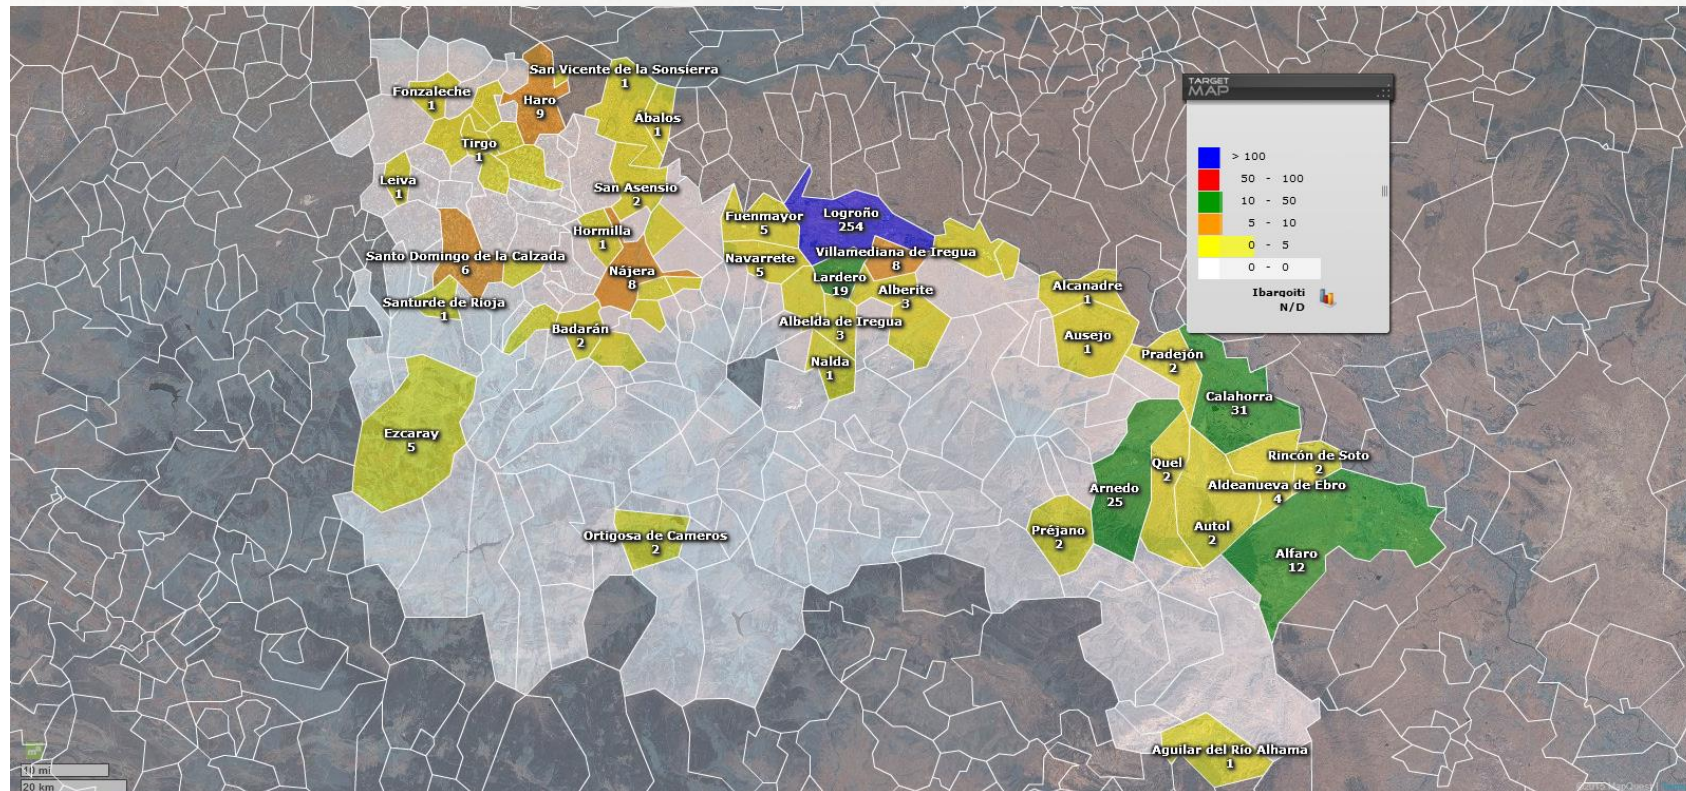 San Vicente de la Sonsierra
1
Fonzaleche
1
Haro
9
Ábalos
1
Tirgo
1
Leiva
1
San Asensio
2
Fuenmayor
5
Logroño
254
Hormilla
1
Santo Domingo de la Calzada
6
Nájera
8
Navarrete
5
Villamediana de Iregua
8
Lardero
19
Alberite
3
Santurde de Rioja
1
Badarán
2
Albelda de Iregua
3
Nalda
1
Alcanadre
1
Ausejo
1
Pradejón
2
Calahorra
31
Ezcaray
5
Quel
2
Rincón de Soto
2
Arnedo
25
Aldeanueva de Ebro
4
Ortigosa de Cameros
2
Préjano
2
Autol
2
Alfaro
12
Aguilar del Río Alhama
1
TARGET
MAP
> 100
50 - 100
10 - 50
5 - 10
0 - 5
0 - 0
Ibargoiti
N/D
10 mi
20 km